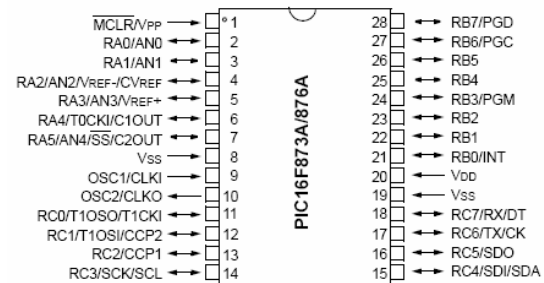 MCLR/VPP 1 28 RB7/PGD
RA0/AN0 2 27 RB6/PGC
RA1/AN1 3 26 RB5
RA2/AN2/VREF-/CVREF 4 25 RB4
RA3/AN3/VREF+ 5 24 RB3/PGM
RA4/T0CKI/C1OUT 6 23 RB2
RA5/AN4/SS/C2OUT 7 22 RB1
VSS 8 21 RB0/INT
OSC1/CLKI 9 20 VDD
OSC2/CLKO 10 19 VSS
RC0/T1OSO/T1CKI 11 18 RC7/RX/DT
RC1/T1OSI/CCP2 12 17 RC6/TX/CK
RC2/CCP1 13 16 RC5/SDO
RC3/SCK/SCL 14 15 RC4/SDI/SDA
PIC16F873A/876A